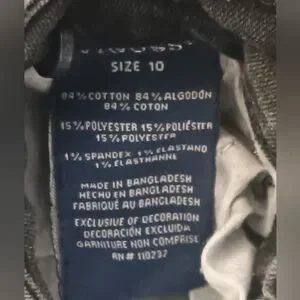 SIZE 10
84% COTTON 84% ALGODÓN
84% COTON
15% POLYESTER 15% POLIÉSTER
15% POLYESTER
1% SPANDEX 1% ELASTANO
1% ÉLASTHANNE
MADE IN BANGLADESH
HECHO EN BANGLADESH
FABRIQUÉ AU BANGLADESH
EXCLUSIVE OF DECORATION
DECORACIÓN EXCLUIDA
GARNITURE NON COMPRISE
RN# 110237